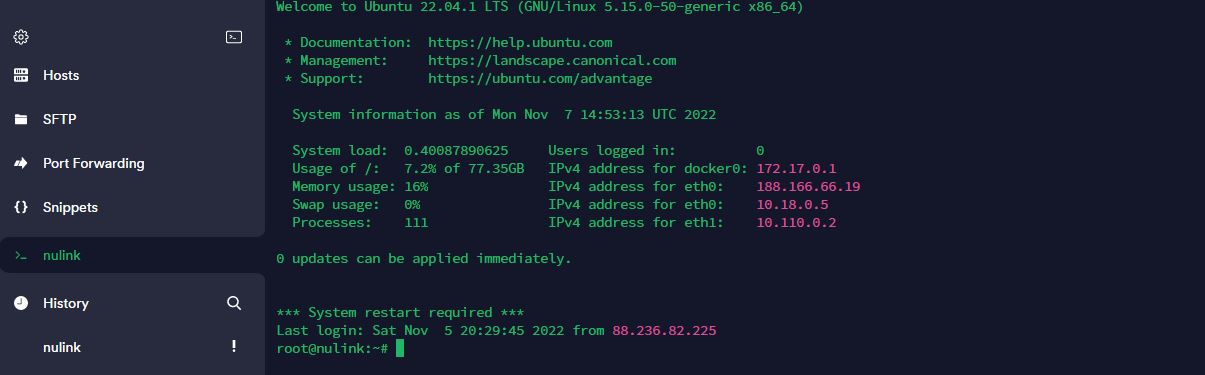 Hosts
SFTP
Port Forwarding
Snippets
nulink
History
nulink
Welcome to Ubuntu 22.04.1 LTS (GNU/Linux 5.15.0-50-generic x86_64)
* Documentation:  https://help.ubuntu.com
* Management:     https://landscape.canonical.com
* Support:        https://ubuntu.com/advantage
System information as of Mon Nov  7 14:53:13 UTC 2022
System load:  0.40087890625     Users logged in:          0
Usage of /:   7.2% of 77.35GB   IPv4 address for docker0: 172.17.0.1
Memory usage: 16%               IPv4 address for eth0:    188.166.66.19
Swap usage:   0%                IPv4 address for eth0:    10.18.0.5
Processes:    111               IPv4 address for eth1:    10.110.0.2
0 updates can be applied immediately.
*** System restart required ***
Last login: Sat Nov  5 20:29:45 2022 from 88.236.82.225
root@nulink:~#